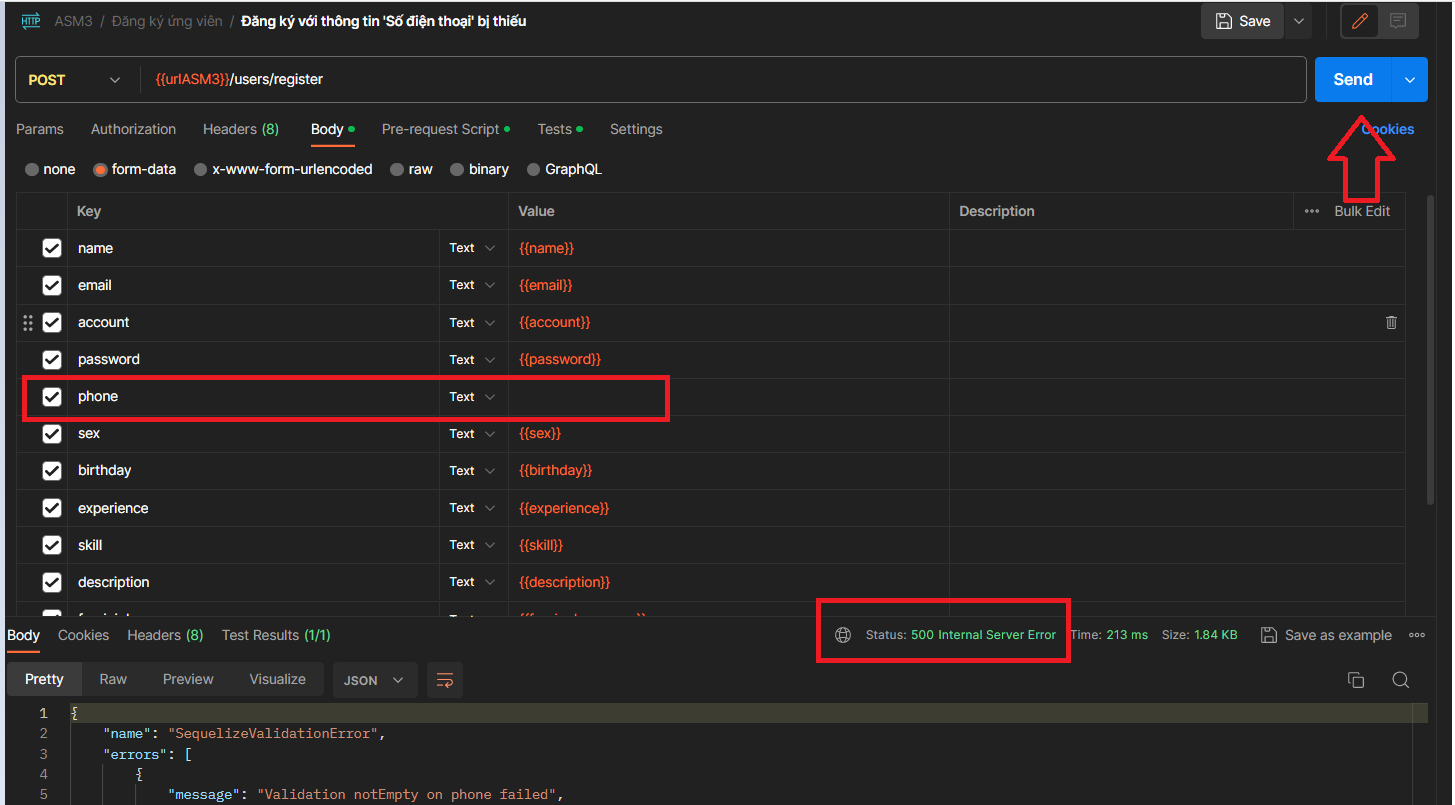 HTTP ASM3 / Đăng ký ứng viên / Đăng ký với thông tin 'Số điện thoại' bị thiếu Save
POST {{urlASM3}}/users/register Send
Params Authorization Headers (8) Body Pre-request Script Tests Settings Cookies
none form-data x-www-form-urlencoded raw binary GraphQL
Key Value Description ••• Bulk Edit
name Text {{name}}
email Text {{email}}
account Text {{account}}
password Text {{password}}
phone Text
sex Text {{sex}}
birthday Text {{birthday}}
experience Text {{experience}}
skill Text {{skill}}
description Text {{description}}
Body Cookies Headers (8) Test Results (1/1) Status: 500 Internal Server Error Time: 213 ms Size: 1.84 KB Save as example
Pretty Raw Preview Visualize JSON
1 {
2 "name": "SequelizeValidationError",
3 "errors": [
4 {
5 "message": "Validation notEmpty on phone failed",